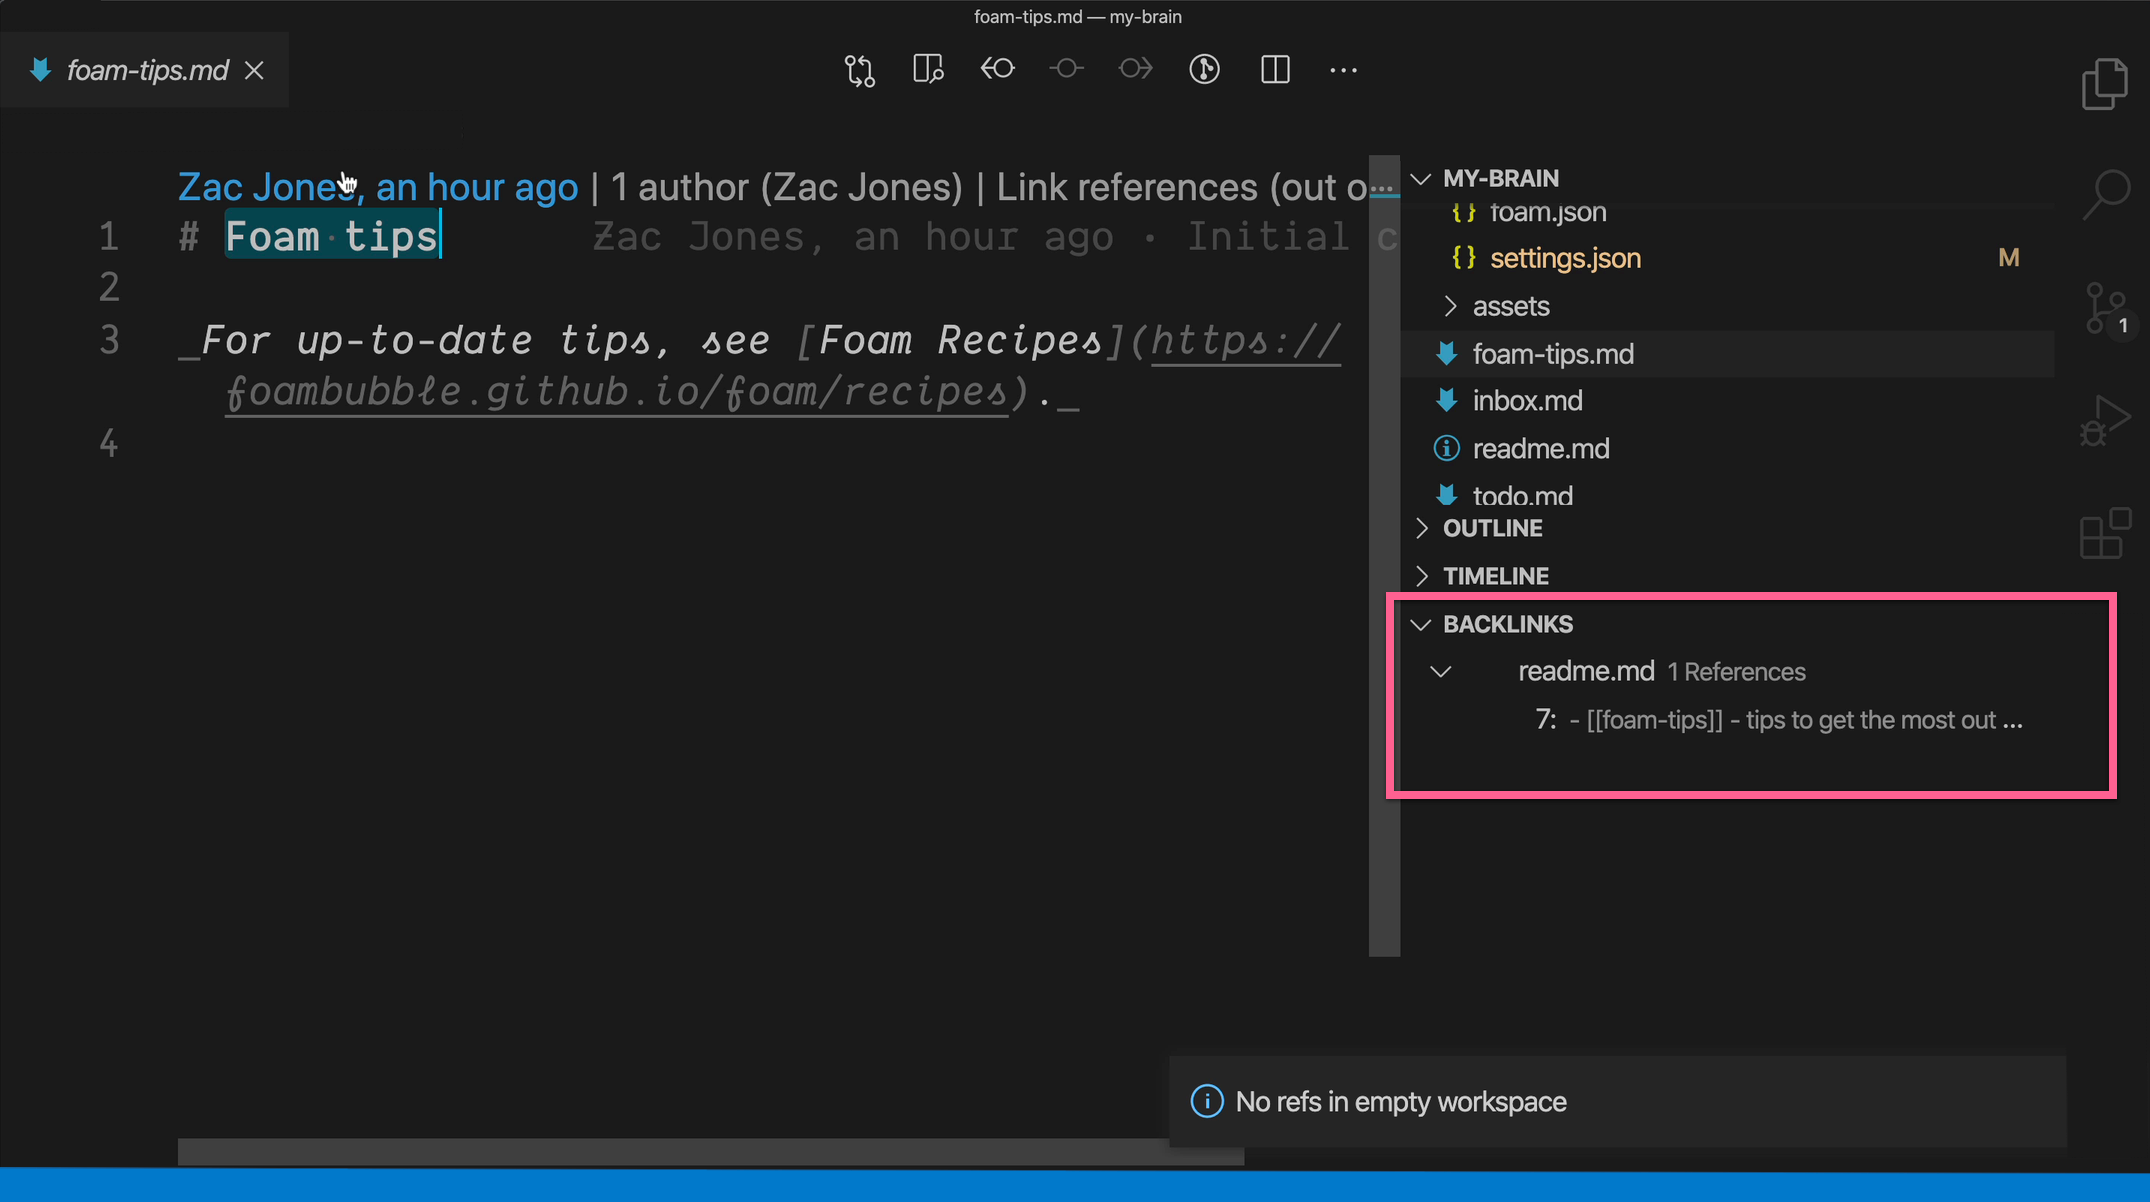 foam-tips.md — my-brain
foam-tips.md
Zac Jones, an hour ago | 1 author (Zac Jones) | Link references (out o...
1 # Foam·tips Zac Jones, an hour ago · Initial c
2
3 _For up-to-date tips, see [Foam Recipes](https://
foambubble.github.io/foam/recipes)._
4
MY-BRAIN
{} foam.json
{} settings.json M
assets
foam-tips.md
inbox.md
readme.md
todo.md
OUTLINE
TIMELINE
BACKLINKS
readme.md 1 References
7: - [[foam-tips]] - tips to get the most out ...
1
No refs in empty workspace